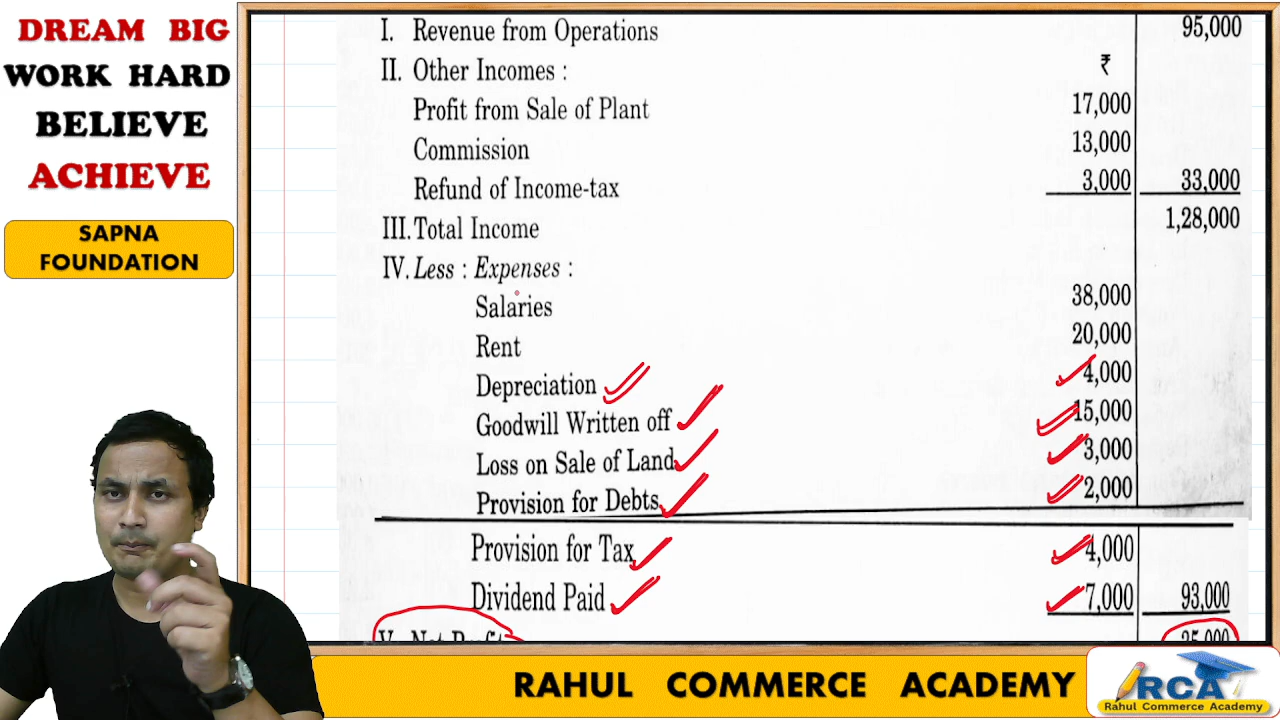 DREAM BIG
WORK HARD
BELIEVE
ACHIEVE
SAPNA
FOUNDATION
I. Revenue from Operations 95,000
II. Other Incomes : ₹
Profit from Sale of Plant 17,000
Commission 13,000
Refund of Income-tax 3,000 33,000
III. Total Income 1,28,000
IV. Less : Expenses :
Salaries 38,000
Rent 20,000
Depreciation 4,000
Goodwill Written off 15,000
Loss on Sale of Land 3,000
Provision for Debts 2,000
Provision for Tax 4,000
Dividend Paid 7,000 93,000
V. Net Profit
RAHUL COMMERCE ACADEMY
RCA
Rahul Commerce Academy